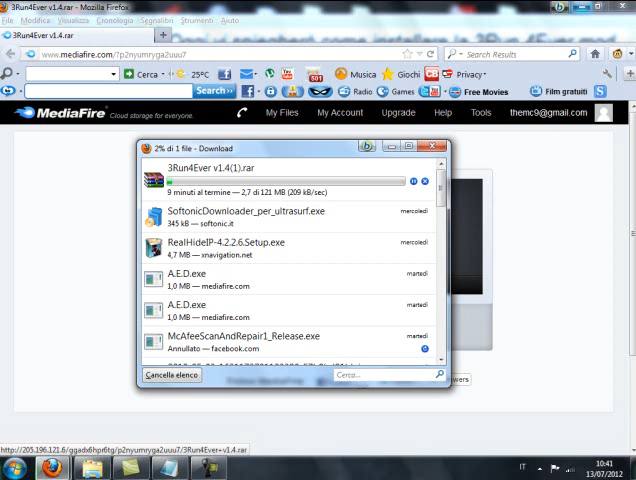 3Run4Ever v1.4.rar - Mozilla Firefox
File Modifica Visualizza Cronologia Segnalibri Strumenti Aiuto
3Run4Ever v1.4.rar
www.mediafire.com/?p2nyumryga2uuu7
Search Results
Cerca
25°C
YouTube
501
Musica
Giochi
CB
Privacy
Search >>
Radio
Free Movies
Film gratuiti
MediaFire Cloud storage for everyone.
My Files My Account Upgrade Help Tools themc9@gmail.com
2% di 1 file - Download
3Run4Ever v1.4(1).rar
9 minuti al termine — 2,7 di 121 MB (209 kB/sec)
SoftonicDownloader_per_ultrasurf.exe mercoledì
345 kB — softonic.it
RealHideIP-4.2.2.6.Setup.exe mercoledì
4,7 MB — xnavigation.net
A.E.D.exe martedì
1,0 MB — mediafire.com
A.E.D.exe martedì
1,0 MB — mediafire.com
McAfeeScanAndRepair1_Release.exe martedì
Annullato — facebook.com
Cancella elenco
Cerca...
http://205.196.121.6/ggadx6hpr6tg/p2nyumryga2uuu7/3Run4Ever+v1.4.rar
IT
10:41
13/07/2012